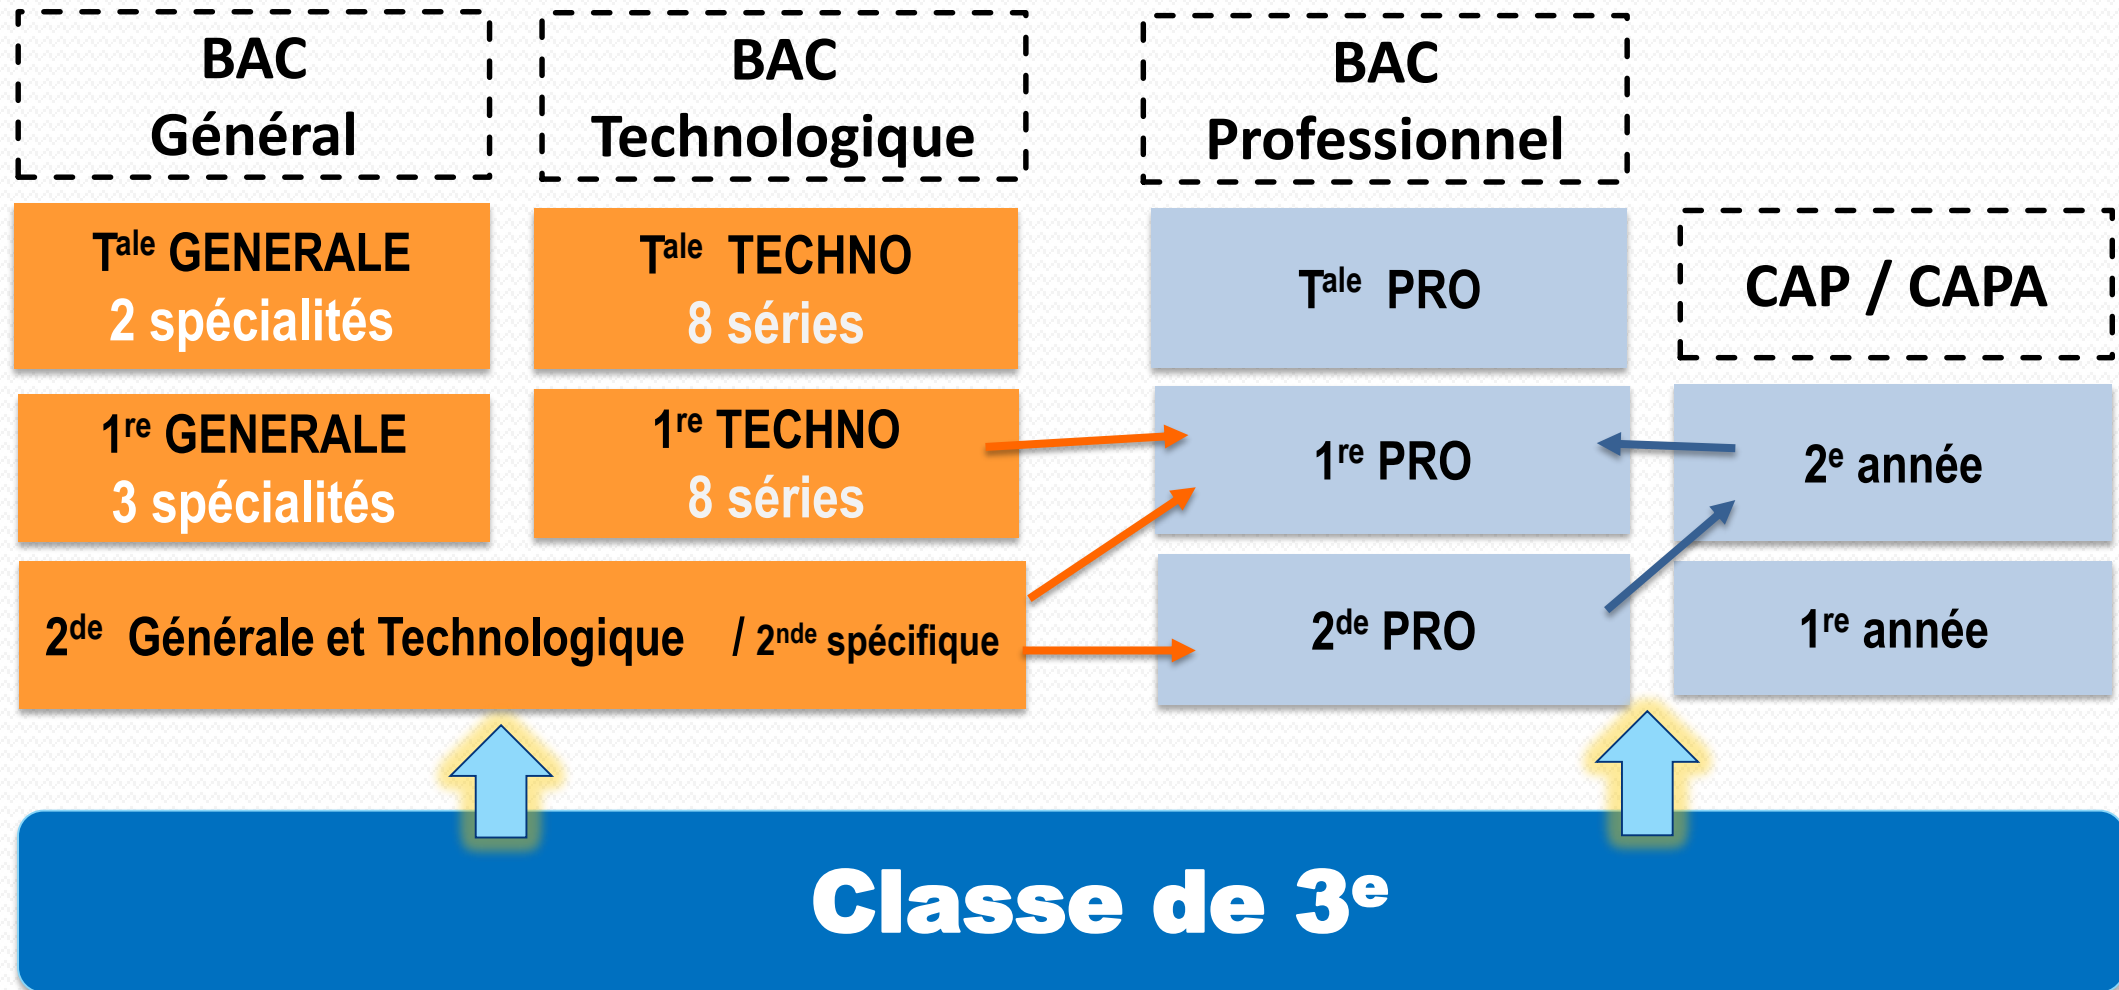 BAC
Général
BAC
Technologique
BAC
Professionnel
Tale GENERALE
2 spécialités
Tale TECHNO
8 séries
Tale PRO
CAP / CAPA
1re GENERALE
3 spécialités
1re TECHNO
8 séries
1re PRO
2e année
2de Générale et Technologique / 2nde spécifique
2de PRO
1re année
Classe de 3e